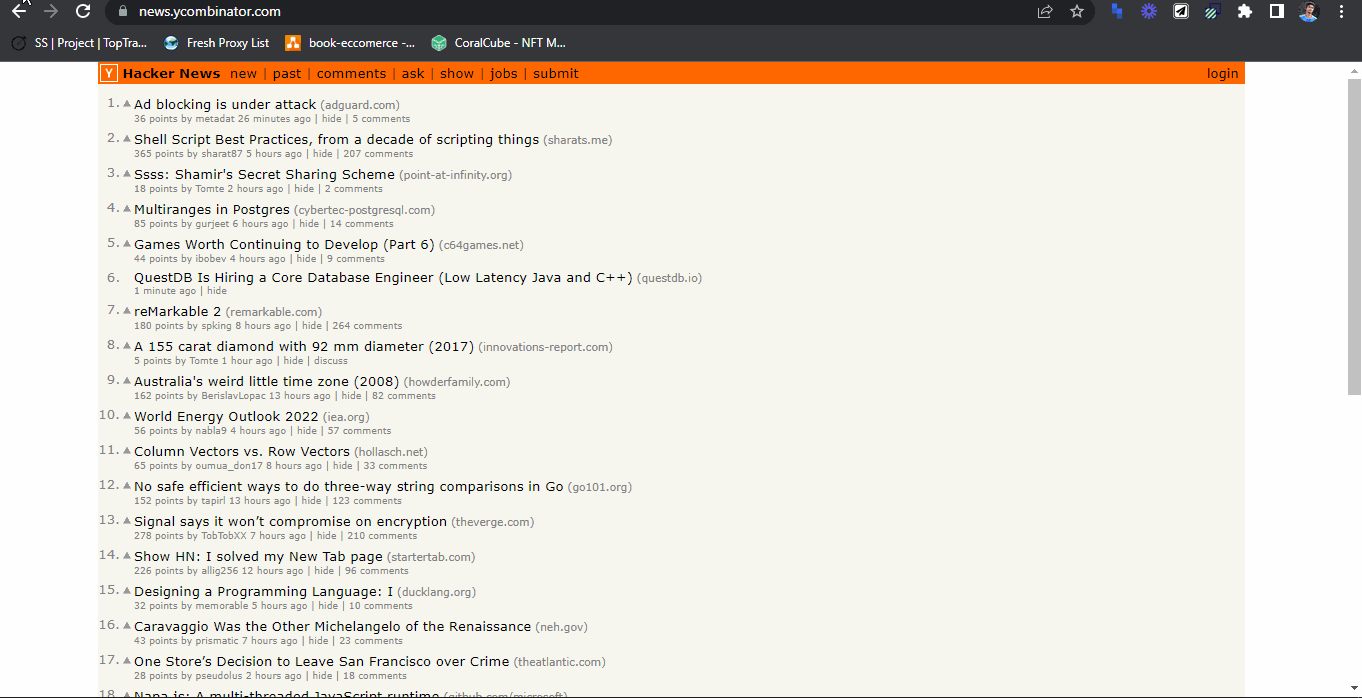 news.ycombinator.com
SS | Project | TopTra... Fresh Proxy List book-eccomerce -... CoralCube - NFT M...
Y Hacker News new | past | comments | ask | show | jobs | submit login
1. Ad blocking is under attack (adguard.com)
36 points by metadat 26 minutes ago | hide | 5 comments
2. Shell Script Best Practices, from a decade of scripting things (sharats.me)
365 points by sharat87 5 hours ago | hide | 207 comments
3. Ssss: Shamir's Secret Sharing Scheme (point-at-infinity.org)
18 points by Tomte 2 hours ago | hide | 2 comments
4. Multiranges in Postgres (cybertec-postgresql.com)
85 points by gurjeet 6 hours ago | hide | 14 comments
5. Games Worth Continuing to Develop (Part 6) (c64games.net)
44 points by ibobev 4 hours ago | hide | 9 comments
6. QuestDB Is Hiring a Core Database Engineer (Low Latency Java and C++) (questdb.io)
1 minute ago | hide
7. reMarkable 2 (remarkable.com)
180 points by spking 8 hours ago | hide | 264 comments
8. A 155 carat diamond with 92 mm diameter (2017) (innovations-report.com)
5 points by Tomte 1 hour ago | hide | discuss
9. Australia's weird little time zone (2008) (howderfamily.com)
162 points by BerislavLopac 13 hours ago | hide | 82 comments
10. World Energy Outlook 2022 (iea.org)
56 points by nabla9 4 hours ago | hide | 57 comments
11. Column Vectors vs. Row Vectors (hollasch.net)
65 points by oumua_don17 8 hours ago | hide | 33 comments
12. No safe efficient ways to do three-way string comparisons in Go (go101.org)
152 points by tapirl 13 hours ago | hide | 123 comments
13. Signal says it won’t compromise on encryption (theverge.com)
278 points by TobTobXX 7 hours ago | hide | 210 comments
14. Show HN: I solved my New Tab page (startertab.com)
226 points by allig256 12 hours ago | hide | 96 comments
15. Designing a Programming Language: I (ducklang.org)
32 points by memorable 5 hours ago | hide | 10 comments
16. Caravaggio Was the Other Michelangelo of the Renaissance (neh.gov)
43 points by prismatic 7 hours ago | hide | 23 comments
17. One Store’s Decision to Leave San Francisco over Crime (theatlantic.com)
28 points by pseudolus 2 hours ago | hide | 18 comments
18. Napa.js: A multi-threaded JavaScript runtime (github.com/microsoft)